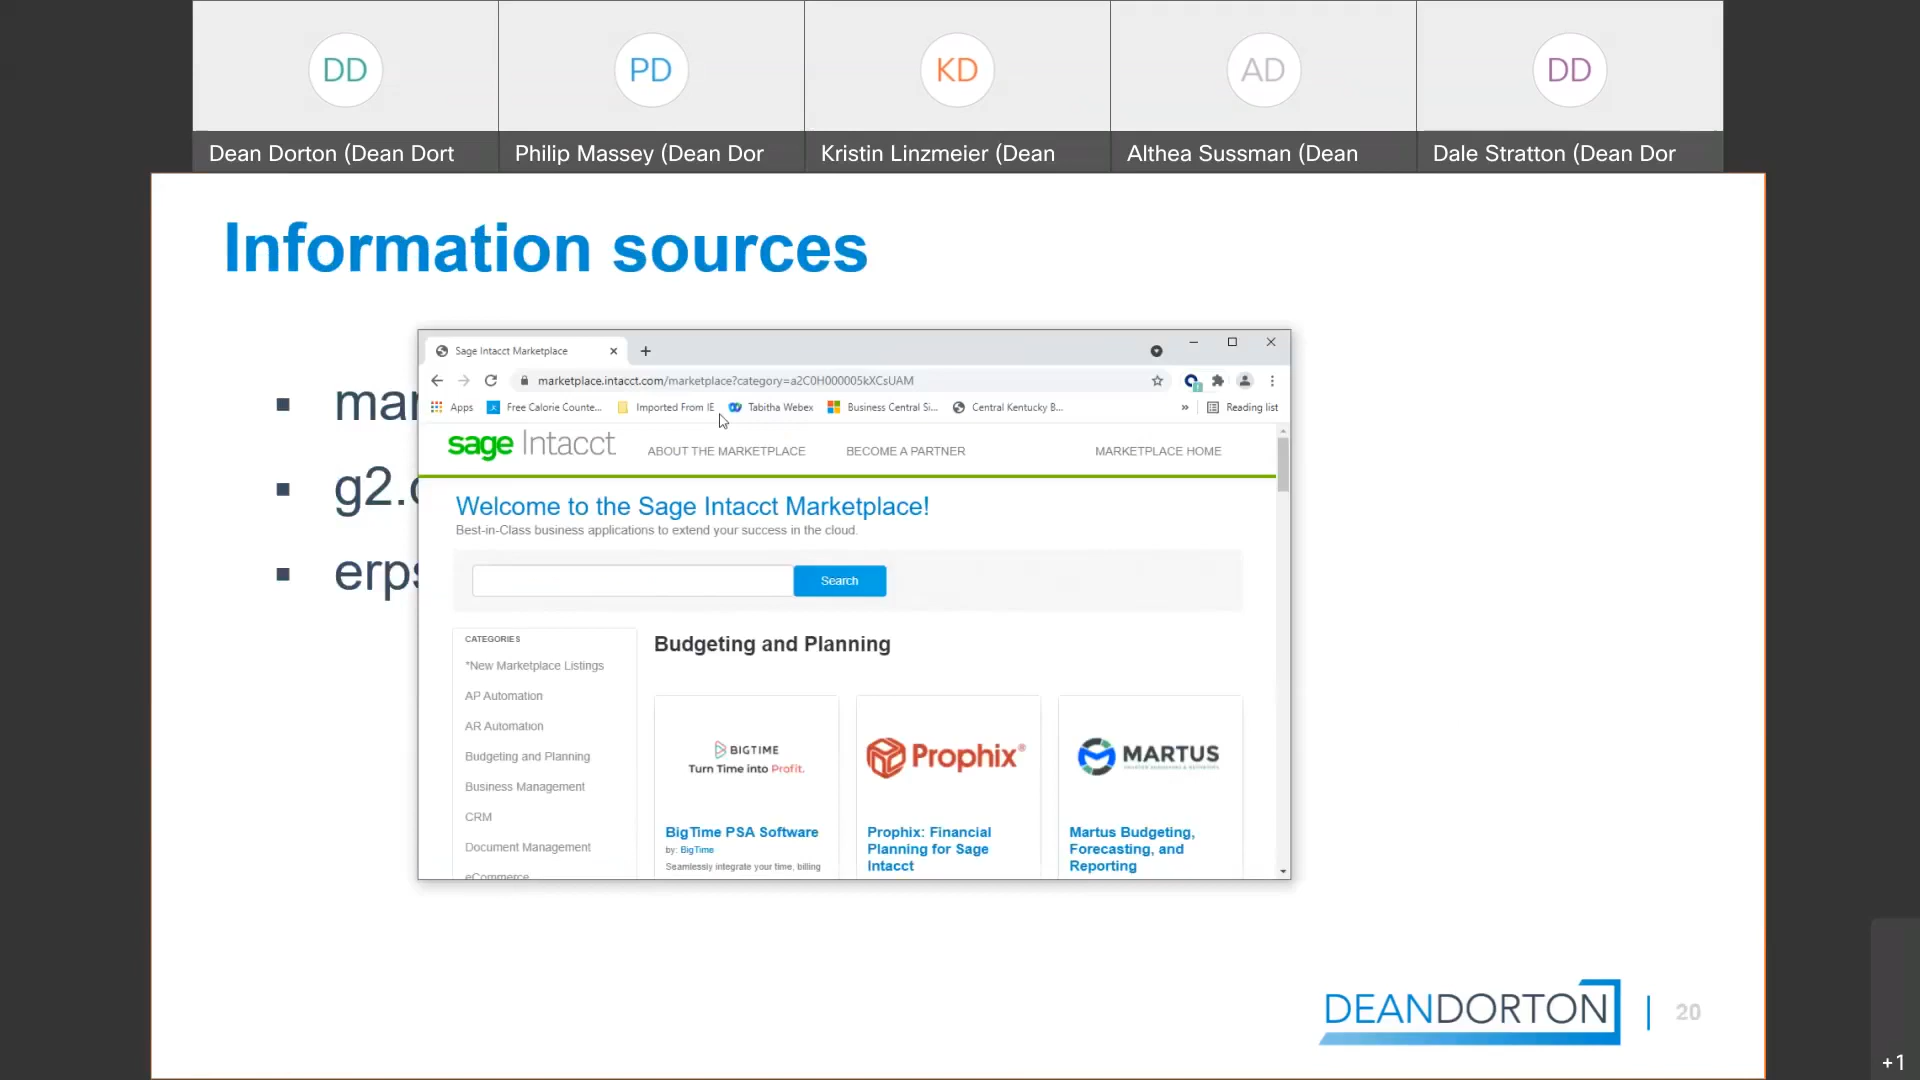 DD
PD
KD
AD
DD
Dean Dorton (Dean Dort
Philip Massey (Dean Dor
Kristin Linzmeier (Dean
Althea Sussman (Dean
Dale Stratton (Dean Dor
Information sources
Sage Intacct Marketplace
marketplace.intacct.com/marketplace?category=a2C0H000005kXCsUAM
Apps
Free Calorie Counte...
Imported From IE
Tabitha Webex
Business Central Si...
Central Kentucky B...
»
Reading list
sage Intacct
ABOUT THE MARKETPLACE
BECOME A PARTNER
MARKETPLACE HOME
Welcome to the Sage Intacct Marketplace!
Best-in-Class business applications to extend your success in the cloud.
Search
CATEGORIES
*New Marketplace Listings
AP Automation
AR Automation
Budgeting and Planning
Business Management
CRM
Document Management
eCommerce
Budgeting and Planning
BIGTIME
Turn Time into Profit.
BigTime PSA Software
by: BigTime
Seamlessly integrate your time, billing
Prophix®
Prophix: Financial
Planning for Sage
Intacct
MARTUS
Martus Budgeting,
Forecasting, and
Reporting
g2.
erps
DEANDORTON
20
+1